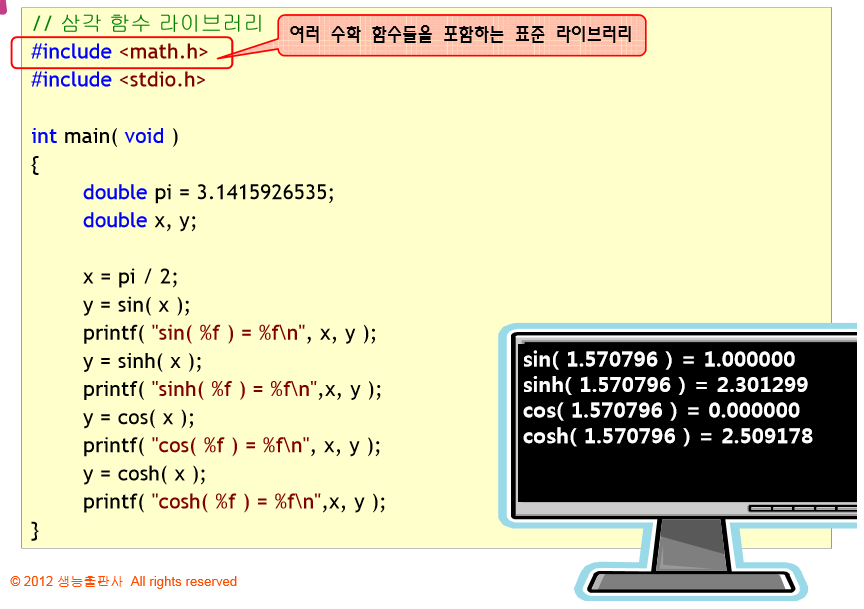 // 삼각 함수 라이브러리
여러 수학 함수들을 포함하는 표준 라이브러리
#include <math.h>
#include <stdio.h>
int main( void )
{
double pi = 3.1415926535;
double x, y;
x = pi / 2;
y = sin( x );
printf( "sin( %f ) = %f\n", x, y );
y = sinh( x );
printf( "sinh( %f ) = %f\n",x, y );
y = cos( x );
printf( "cos( %f ) = %f\n", x, y );
y = cosh( x );
printf( "cosh( %f ) = %f\n",x, y );
}
sin( 1.570796 ) = 1.000000
sinh( 1.570796 ) = 2.301299
cos( 1.570796 ) = 0.000000
cosh( 1.570796 ) = 2.509178
© 2012 생능출판사 All rights reserved